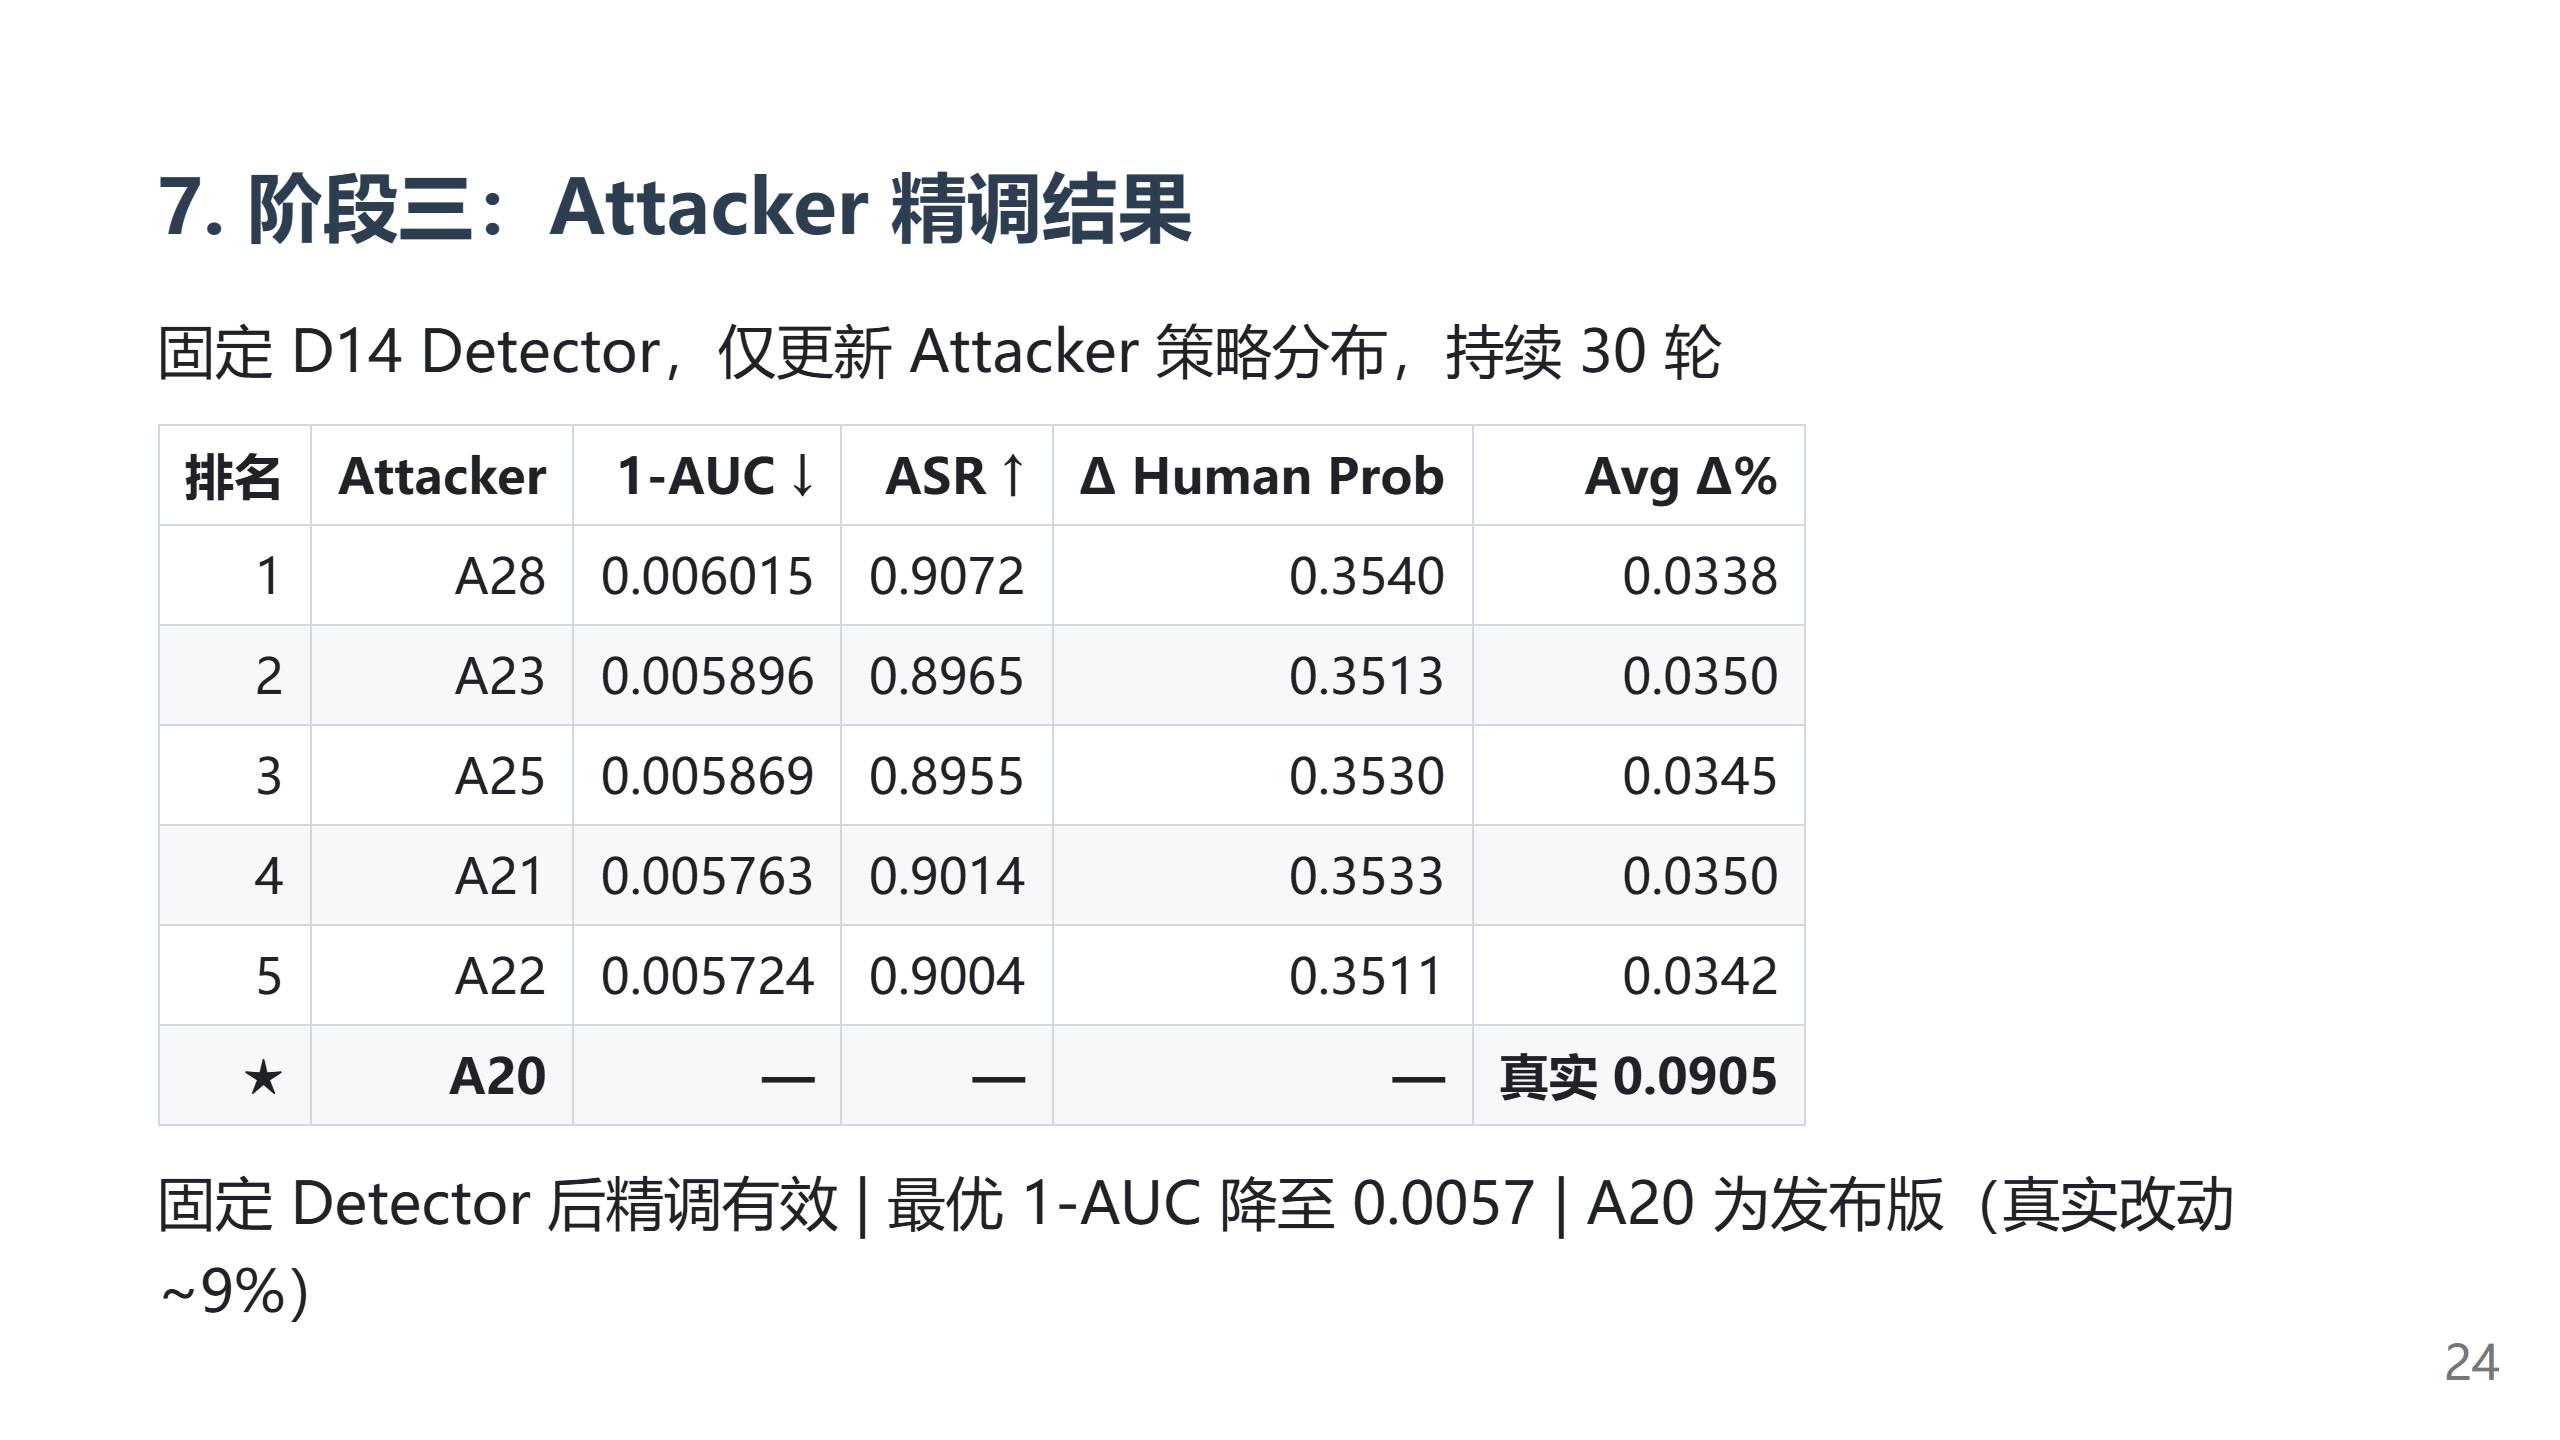 7. 阶段三：Attacker 精调结果
固定 D14 Detector，仅更新 Attacker 策略分布，持续 30 轮
排名 Attacker 1-AUC ↓ ASR ↑ Δ Human Prob Avg Δ%
1 A28 0.006015 0.9072 0.3540 0.0338
2 A23 0.005896 0.8965 0.3513 0.0350
3 A25 0.005869 0.8955 0.3530 0.0345
4 A21 0.005763 0.9014 0.3533 0.0350
5 A22 0.005724 0.9004 0.3511 0.0342
★ A20 — — — 真实 0.0905
固定 Detector 后精调有效 | 最优 1-AUC 降至 0.0057 | A20 为发布版（真实改动
~9%）
24